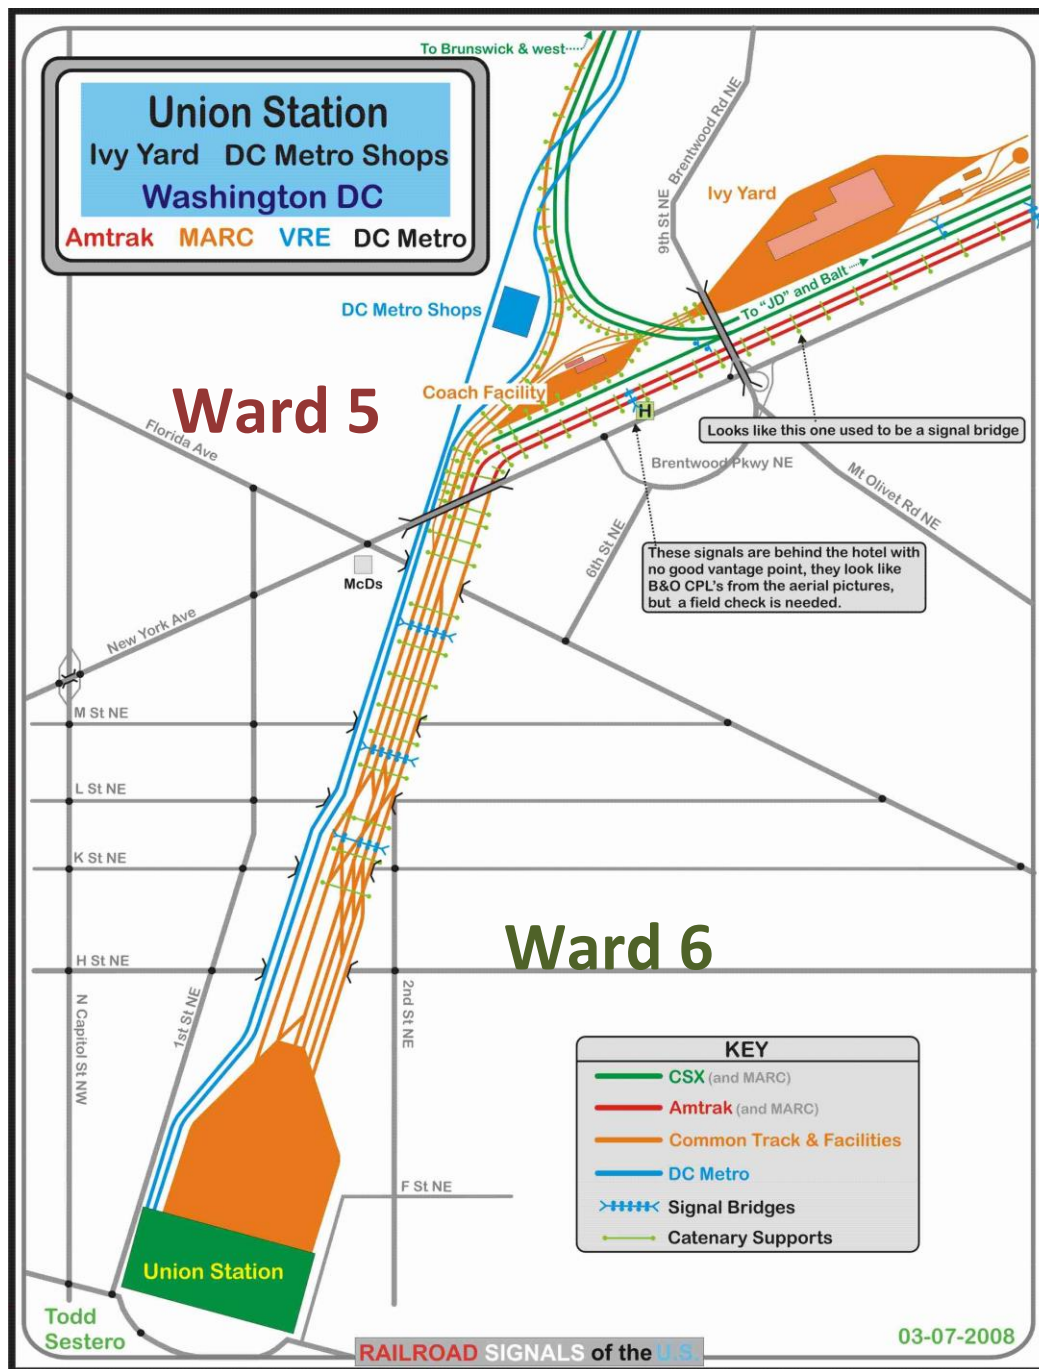 To Brunswick & west
Union Station
Ivy Yard DC Metro Shops
Washington DC
Amtrak MARC VRE DC Metro
Brentwood Rd NE
9th St NE
Ivy Yard
To "JD" and Balt
DC Metro Shops
Ward 5
Coach Facility
H
Looks like this one used to be a signal bridge
Florida Ave
Brentwood Pkwy NE
Mt Olivet Rd NE
6th St NE
These signals are behind the hotel with
no good vantage point, they look like
B&O CPL's from the aerial pictures,
but a field check is needed.
McDs
New York Ave
M St NE
L St NE
K St NE
Ward 6
H St NE
N Capitol St NW
1st St NE
2nd St NE
KEY
CSX (and MARC)
Amtrak (and MARC)
Common Track & Facilities
DC Metro
Signal Bridges
Catenary Supports
F St NE
Union Station
Todd
Sestero
RAILROAD SIGNALS of the U.S.
03-07-2008